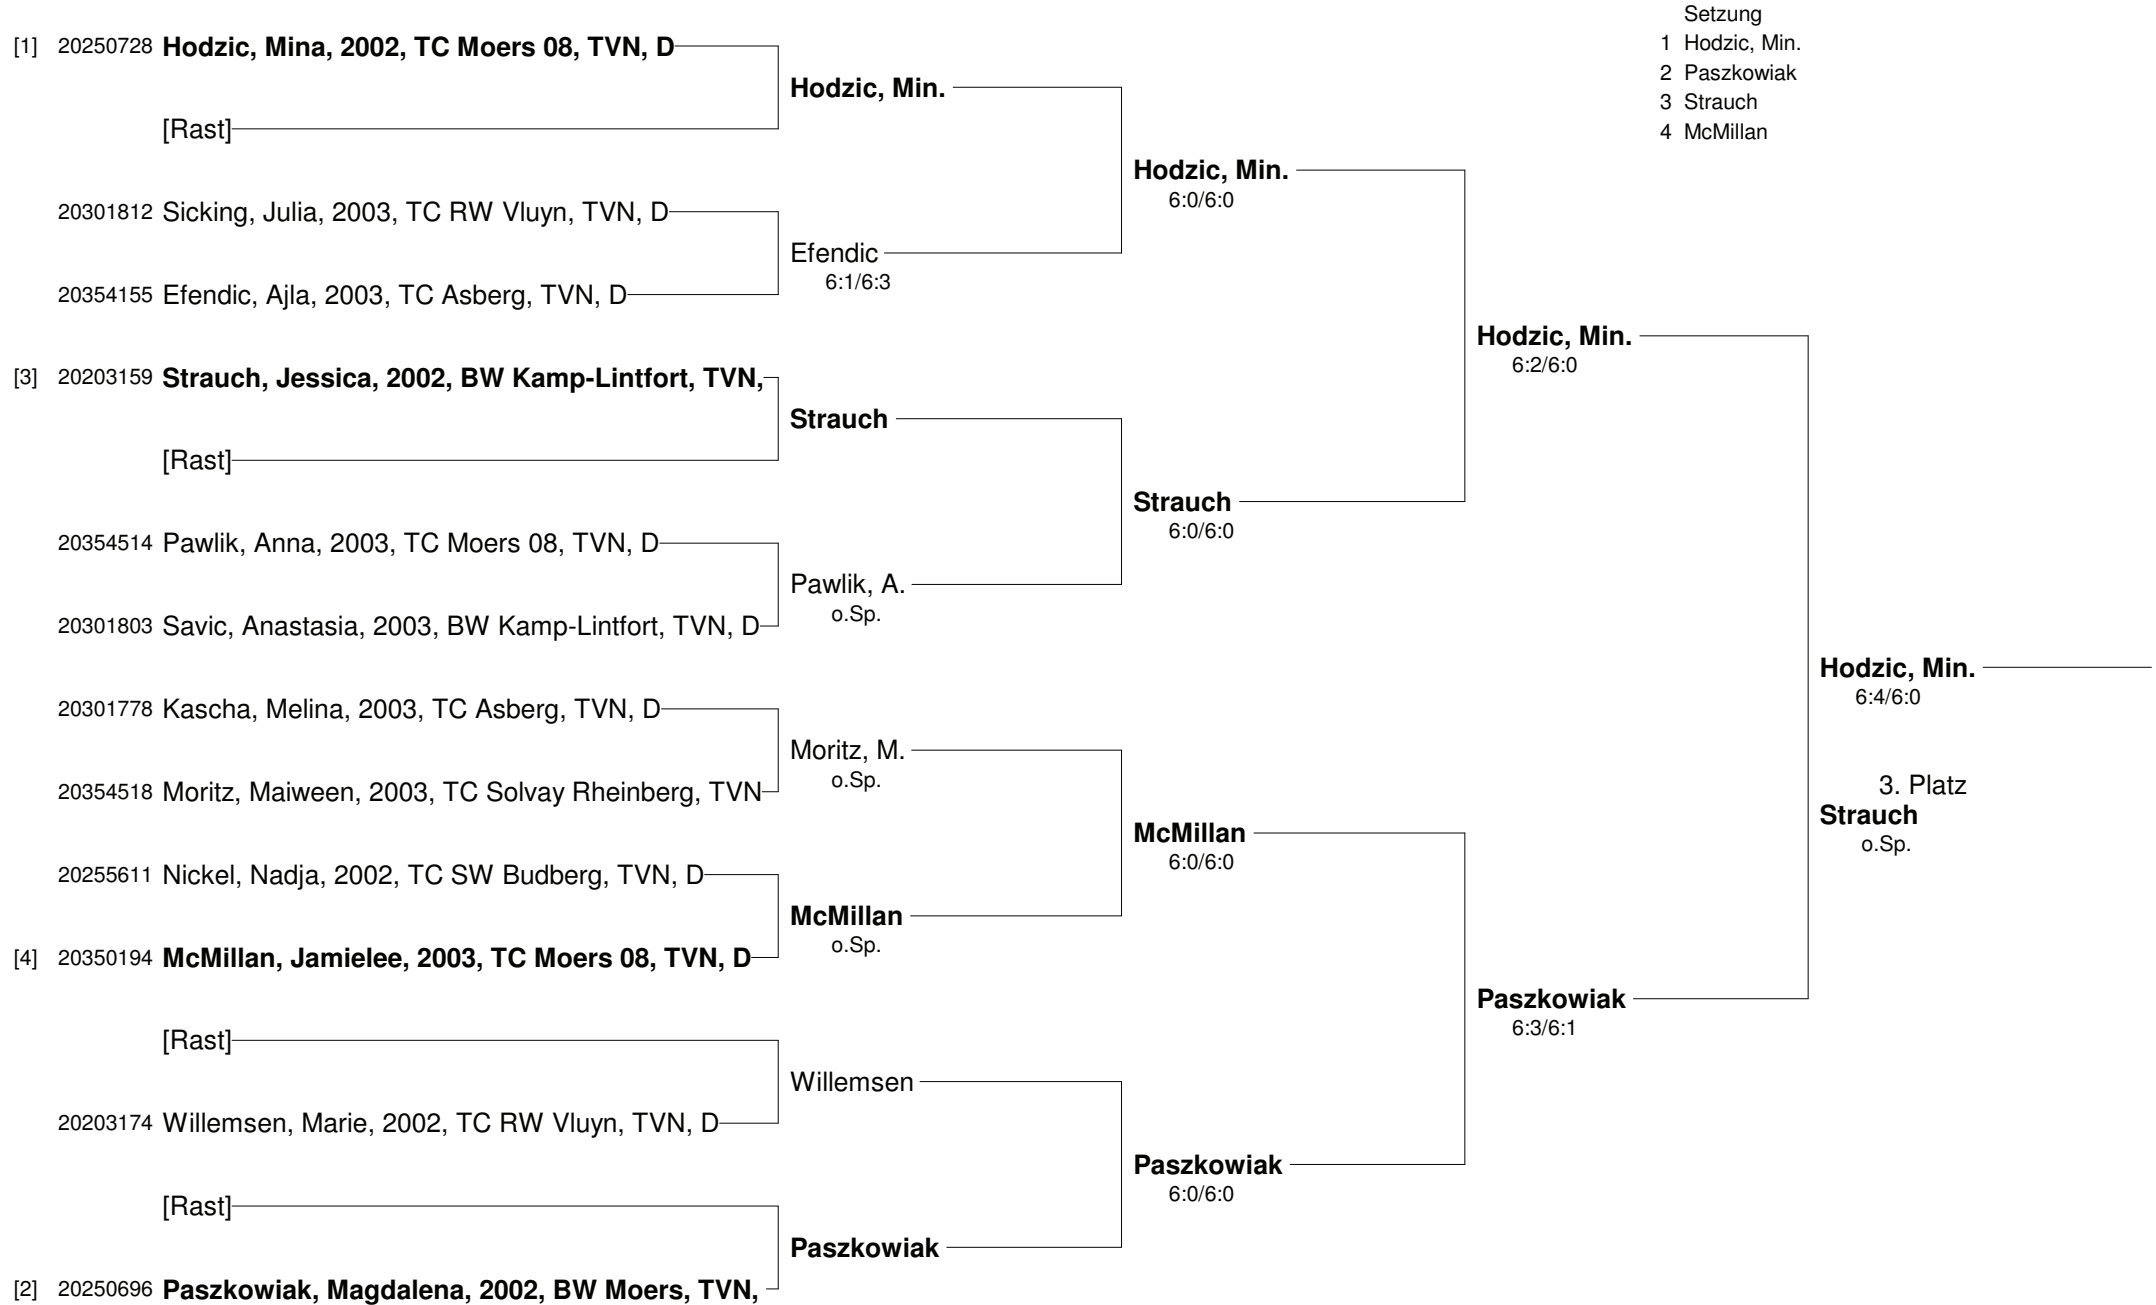 Setzung
1 Hodzic, Min.
2 Paszkowiak
3 Strauch
4 McMillan
[1] 20250728 Hodzic, Mina, 2002, TC Moers 08, TVN, D
[Rast]
20301812 Sicking, Julia, 2003, TC RW Vluyn, TVN, D
20354155 Efendic, Ajla, 2003, TC Asberg, TVN, D
[3] 20203159 Strauch, Jessica, 2002, BW Kamp-Lintfort, TVN,
[Rast]
20354514 Pawlik, Anna, 2003, TC Moers 08, TVN, D
20301803 Savic, Anastasia, 2003, BW Kamp-Lintfort, TVN, D
20301778 Kascha, Melina, 2003, TC Asberg, TVN, D
20354518 Moritz, Maiween, 2003, TC Solvay Rheinberg, TVN
20255611 Nickel, Nadja, 2002, TC SW Budberg, TVN, D
[4] 20350194 McMillan, Jamielee, 2003, TC Moers 08, TVN, D
[Rast]
20203174 Willemsen, Marie, 2002, TC RW Vluyn, TVN, D
[Rast]
[2] 20250696 Paszkowiak, Magdalena, 2002, BW Moers, TVN,
Hodzic, Min.
Efendic
6:1/6:3
Strauch
Pawlik, A.
o.Sp.
Moritz, M.
o.Sp.
McMillan
o.Sp.
Willemsen
Paszkowiak
Hodzic, Min.
6:0/6:0
Strauch
6:0/6:0
McMillan
6:0/6:0
Paszkowiak
6:0/6:0
Hodzic, Min.
6:2/6:0
Paszkowiak
6:3/6:1
Hodzic, Min.
6:4/6:0
3. Platz
Strauch
o.Sp.